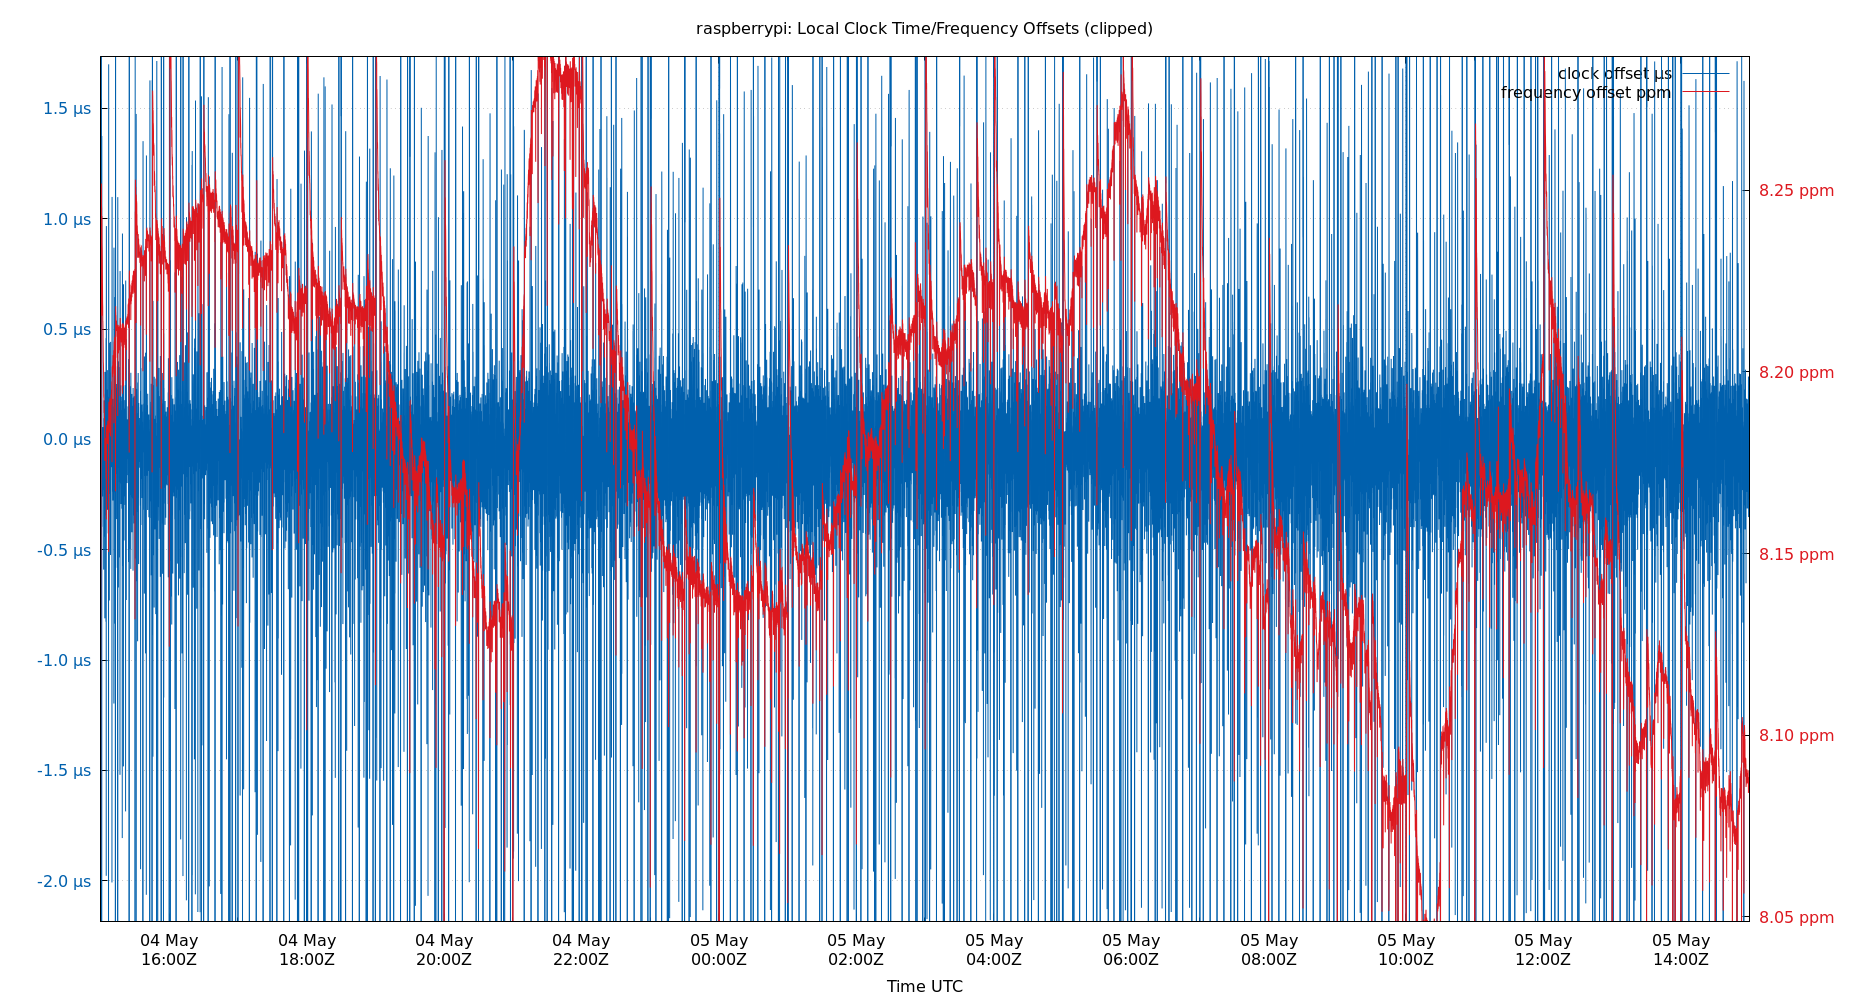 raspberrypi: Local Clock Time/Frequency Offsets (clipped)
clock offset µs
frequency offset ppm
1.5 µs
1.0 µs
0.5 µs
0.0 µs
-0.5 µs
-1.0 µs
-1.5 µs
-2.0 µs
8.25 ppm
8.20 ppm
8.15 ppm
8.10 ppm
8.05 ppm
04 May 04 May 04 May 04 May 05 May 05 May 05 May 05 May 05 May 05 May 05 May 05 May
16:00Z 18:00Z 20:00Z 22:00Z 00:00Z 02:00Z 04:00Z 06:00Z 08:00Z 10:00Z 12:00Z 14:00Z
Time UTC